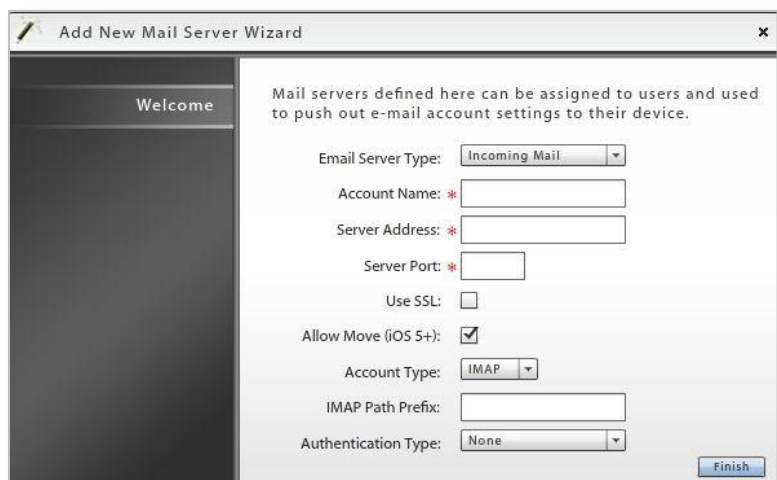 Add New Mail Server Wizard
Welcome
Mail servers defined here can be assigned to users and used
to push out e-mail account settings to their device.
Email Server Type: Incoming Mail
Account Name: *
Server Address: *
Server Port: *
Use SSL:
Allow Move (iOS 5+):
Account Type: IMAP
IMAP Path Prefix:
Authentication Type: None
Finish